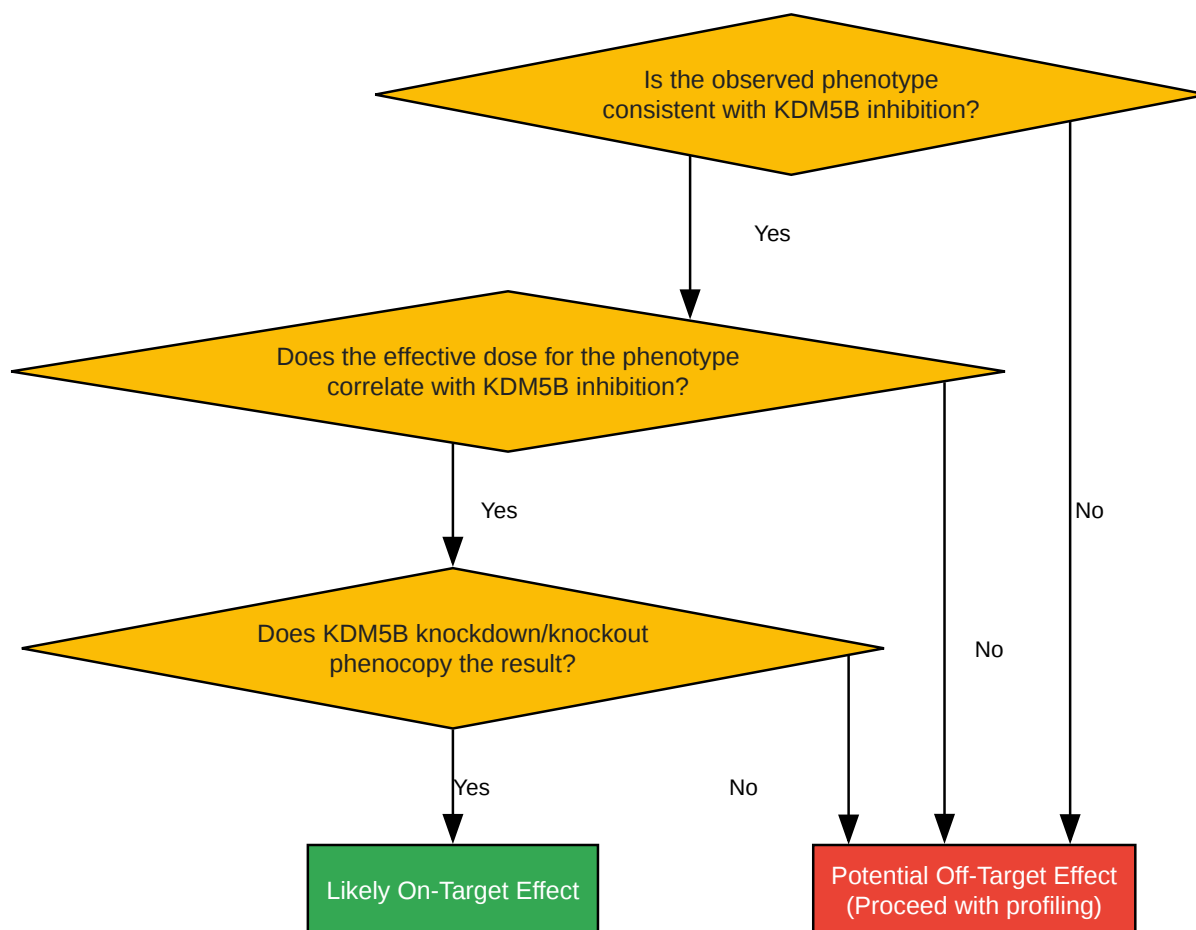 Is the observed phenotype
consistent with KDM5B inhibition?
Yes
Does the effective dose for the phenotype
correlate with KDM5B inhibition?
Yes
No
Does KDM5B knockdown/knockout
phenocopy the result?
No
Yes
No
Likely On-Target Effect
Potential Off-Target Effect
(Proceed with profiling)